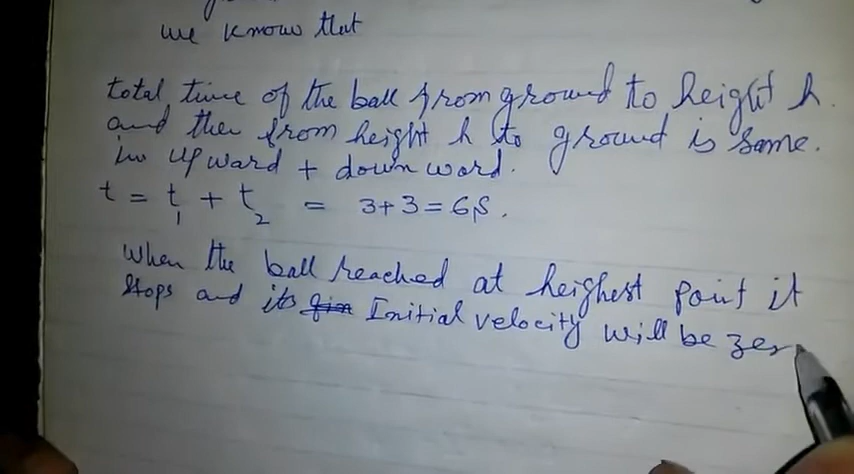 we know that
total time of the ball from ground to height h.
and then from height h to ground is same.
in upward + downword.
t = t1 + t2 = 3+3=6S.
When the ball reached at heighest point it
stops and its Initial velocity will be zer